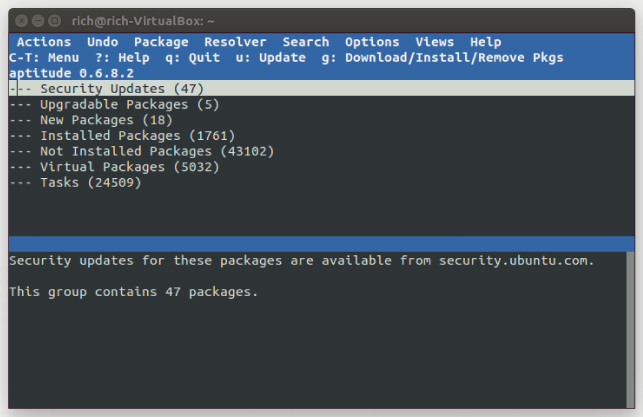 rich@rich-VirtualBox: ~
Actions Undo Package Resolver Search Options Views Help
C-T: Menu ?: Help q: Quit u: Update g: Download/Install/Remove Pkgs
aptitude 0.6.8.2
--- Security Updates (47)
--- Upgradable Packages (5)
--- New Packages (18)
--- Installed Packages (1761)
--- Not Installed Packages (43102)
--- Virtual Packages (5032)
--- Tasks (24509)
Security updates for these packages are available from security.ubuntu.com.
This group contains 47 packages.